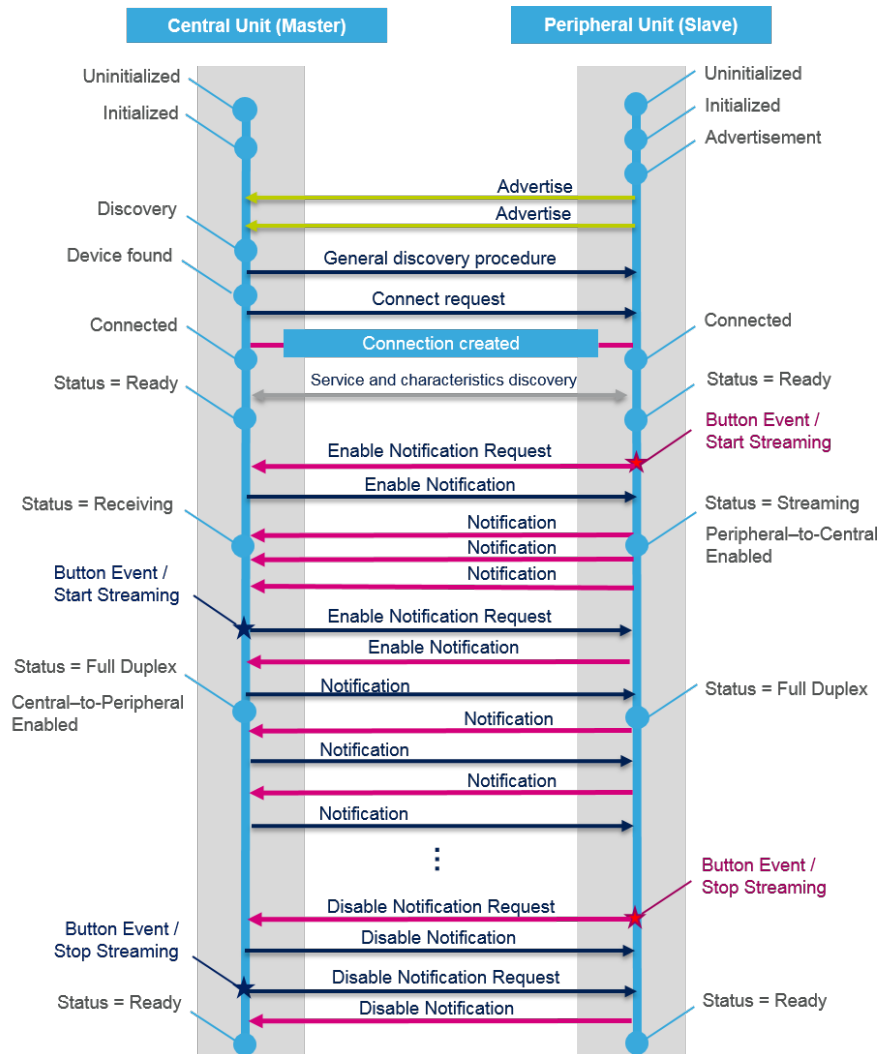 Central Unit (Master)
Peripheral Unit (Slave)
Uninitialized
Uninitialized
Initialized
Initialized
Advertisement
Advertise
Discovery
Advertise
Device found
General discovery procedure
Connect request
Connected
Connected
Connection created
Status = Ready
Service and characteristics discovery
Status = Ready
Button Event /
Start Streaming
Enable Notification Request
Enable Notification
Status = Receiving
Status = Streaming
Notification
Peripheral–to-Central
Enabled
Notification
Notification
Button Event /
Start Streaming
Enable Notification Request
Enable Notification
Status = Full Duplex
Central–to-Peripheral
Enabled
Notification
Status = Full Duplex
Notification
Notification
Notification
Notification
⋮
Button Event /
Stop Streaming
Disable Notification Request
Button Event /
Stop Streaming
Disable Notification
Disable Notification Request
Status = Ready
Status = Ready
Disable Notification